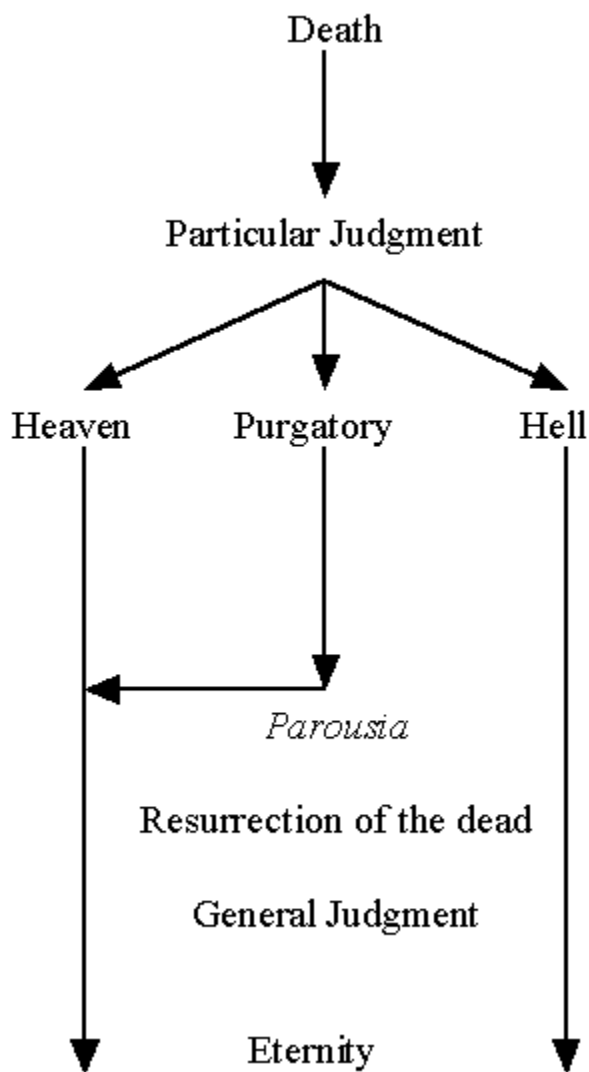 Death
Particular Judgment
Heaven Purgatory Hell
Parousia
Resurrection of the dead
General Judgment
Eternity